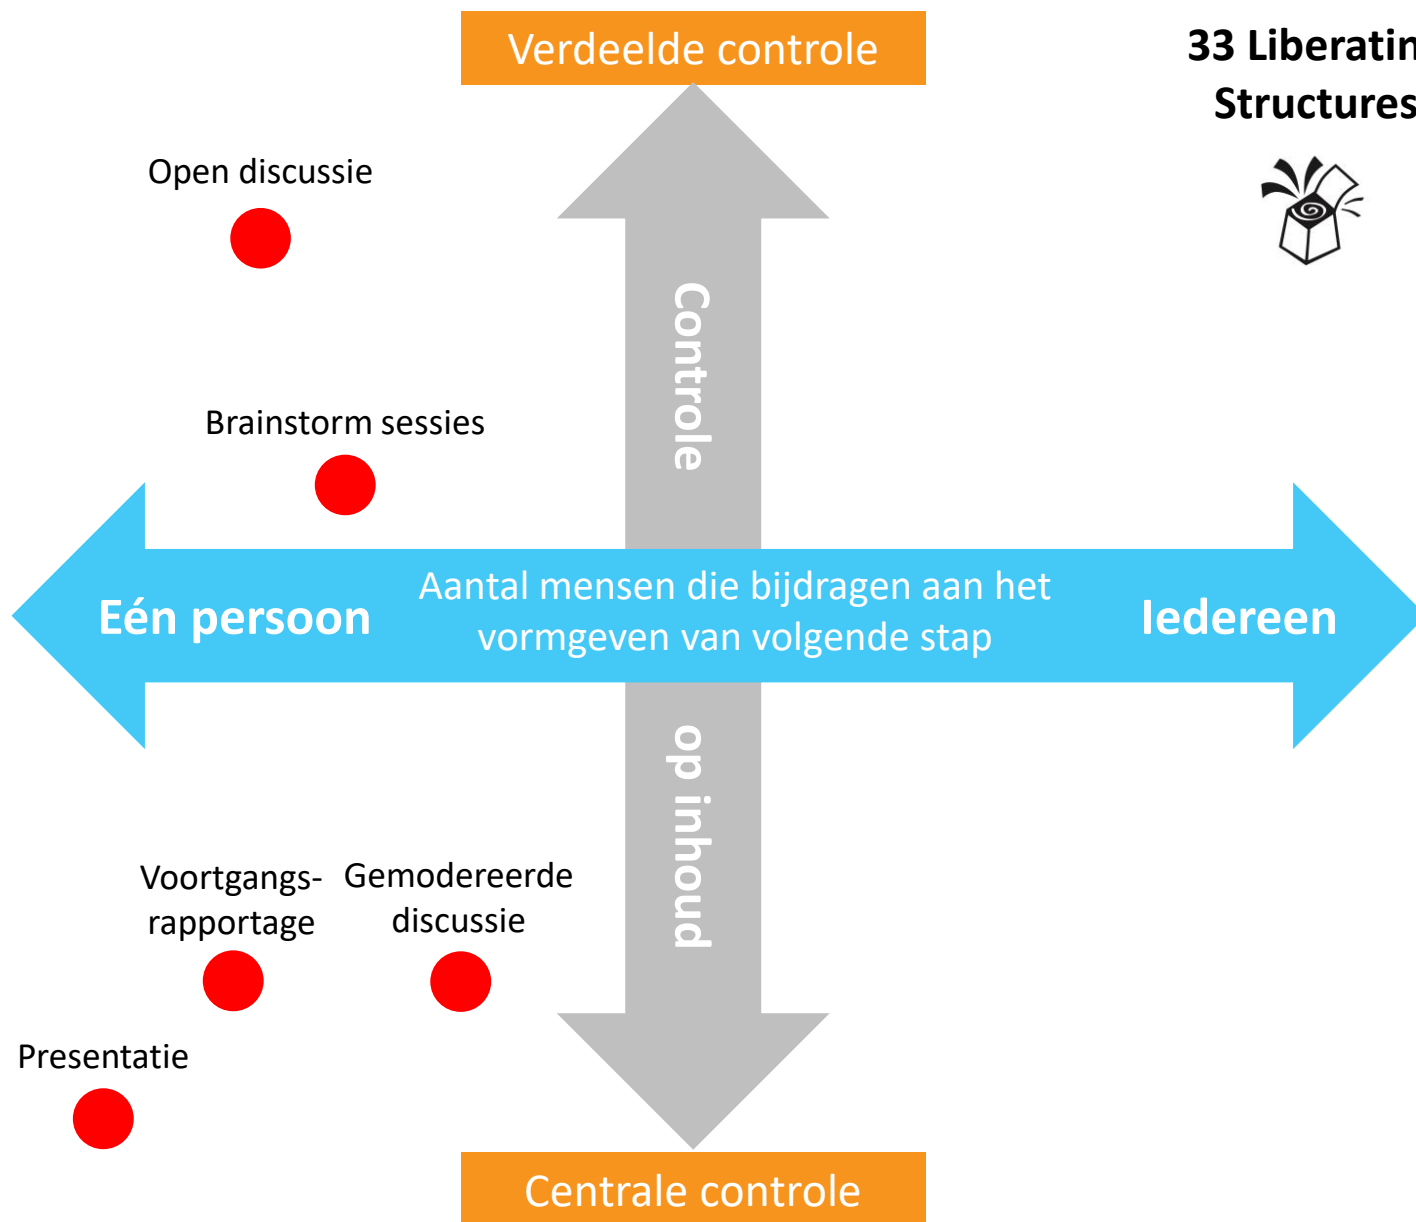 Verdeelde controle
33 Liberatin
Structures
Open discussie
Controle
Brainstorm sessies
Eén persoon
Aantal mensen die bijdragen aan het
vormgeven van volgende stap
Iedereen
op inhoud
Voortgangs-
rapportage
Gemodereerde
discussie
Presentatie
Centrale controle